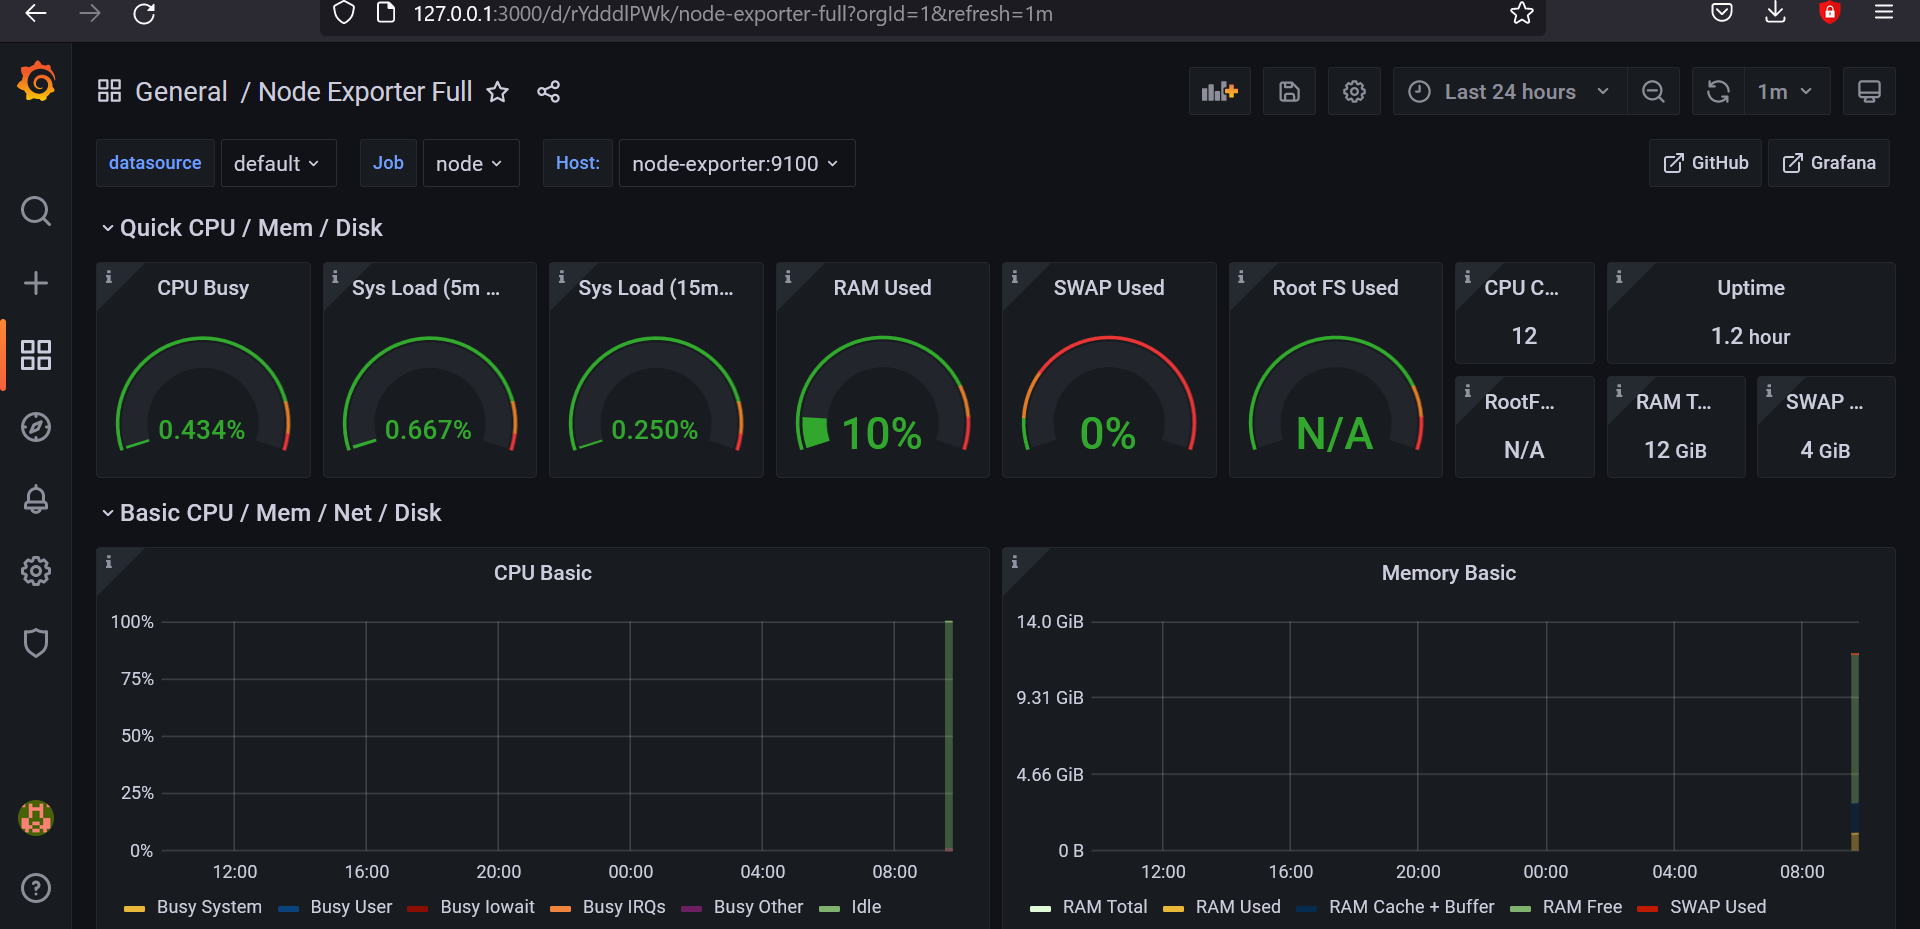 127.0.0.1:3000/d/rYdddlPWk/node-exporter-full?orgId=1&refresh=1m
General / Node Exporter Full
Last 24 hours
1m
datasource default Job node Host: node-exporter:9100
GitHub Grafana
Quick CPU / Mem / Disk
CPU Busy
0.434%
Sys Load (5m ...
0.667%
Sys Load (15m...
0.250%
RAM Used
10%
SWAP Used
0%
Root FS Used
N/A
CPU C...
12
Uptime
1.2 hour
RootF...
N/A
RAM T...
12 GiB
SWAP ...
4 GiB
Basic CPU / Mem / Net / Disk
CPU Basic
100%
75%
50%
25%
0%
12:00 16:00 20:00 00:00 04:00 08:00
Busy System Busy User Busy Iowait Busy IRQs Busy Other Idle
Memory Basic
14.0 GiB
9.31 GiB
4.66 GiB
0 B
12:00 16:00 20:00 00:00 04:00 08:00
RAM Total RAM Used RAM Cache + Buffer RAM Free SWAP Used